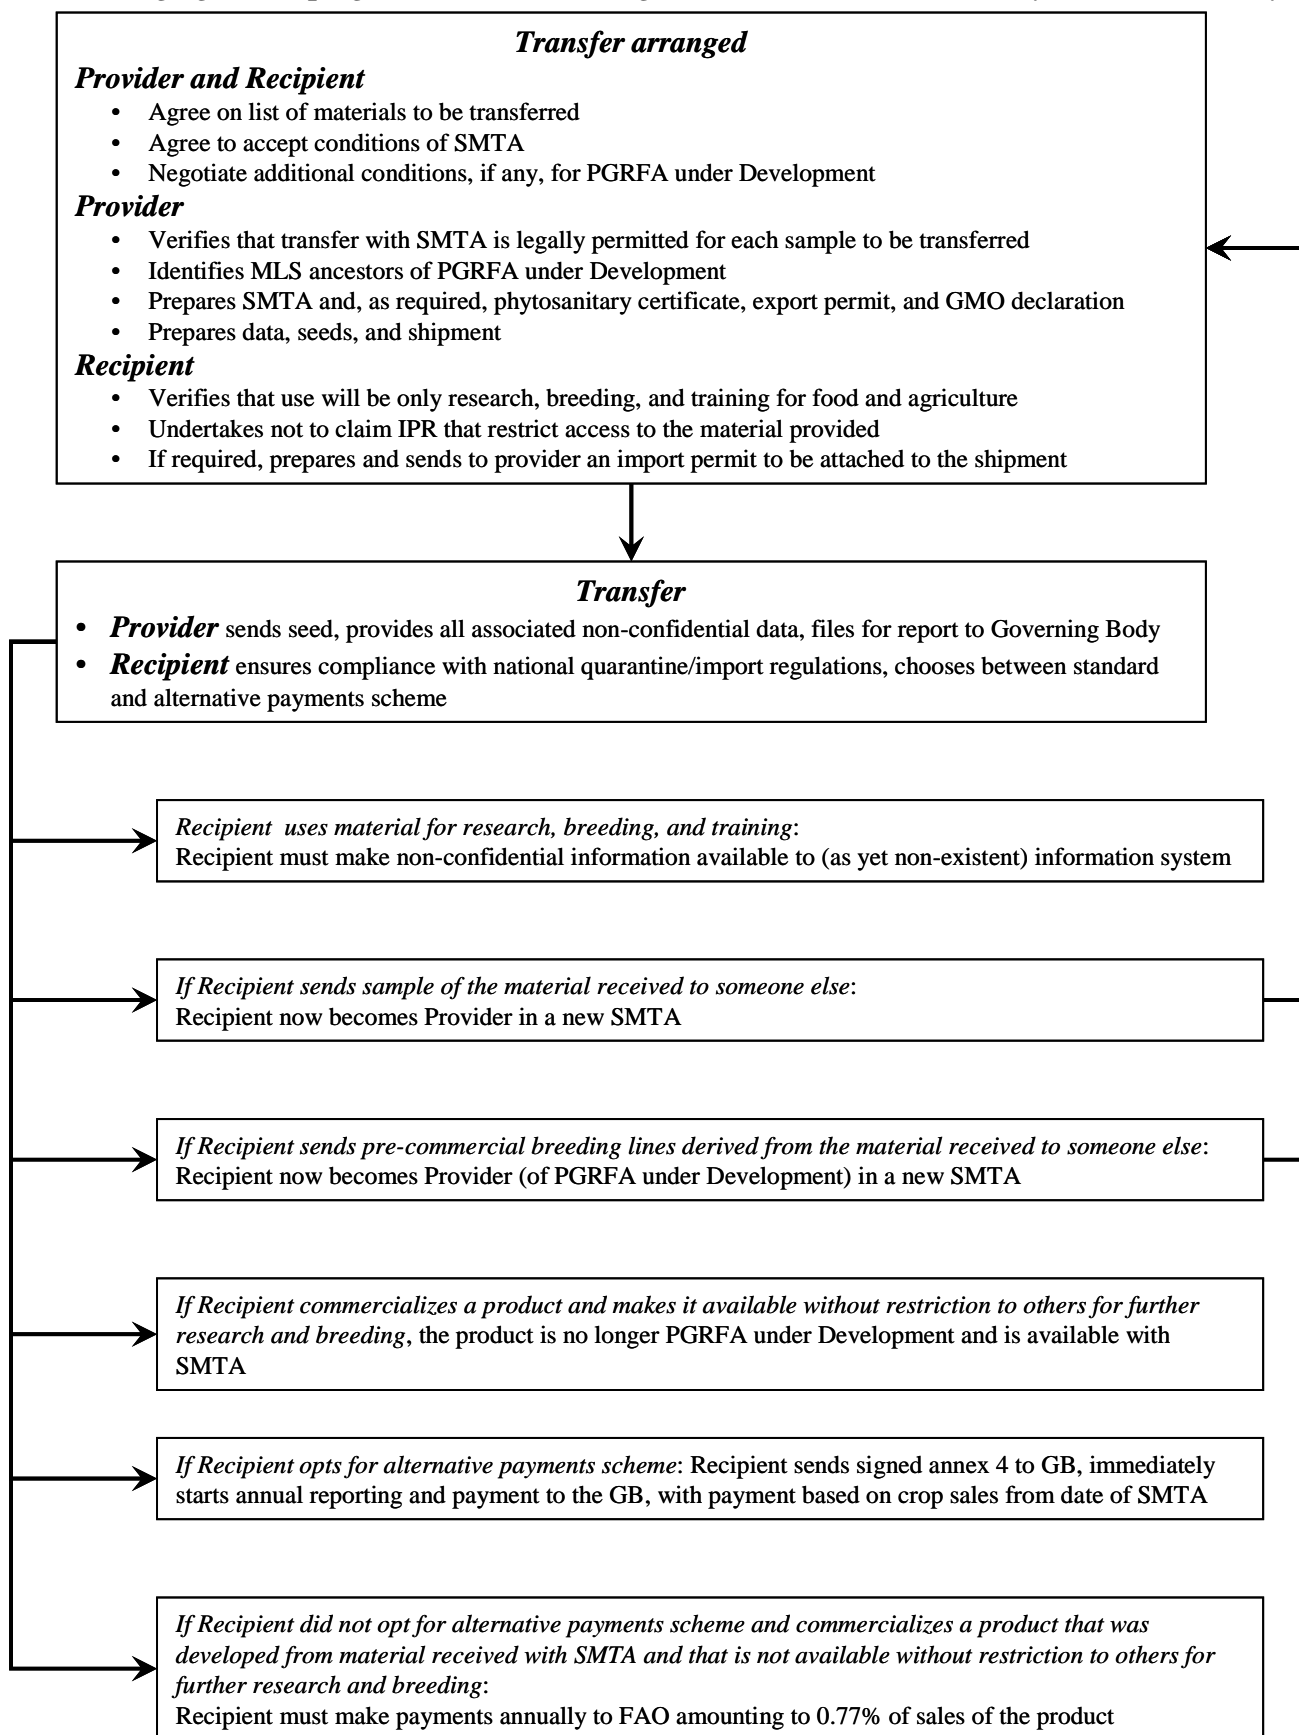 Transfer arranged
Provider and Recipient
• Agree on list of materials to be transferred
• Agree to accept conditions of SMTA
• Negotiate additional conditions, if any, for PGRFA under Development
Provider
• Verifies that transfer with SMTA is legally permitted for each sample to be transferred
• Identifies MLS ancestors of PGRFA under Development
• Prepares SMTA and, as required, phytosanitary certificate, export permit, and GMO declaration
• Prepares data, seeds, and shipment
Recipient
• Verifies that use will be only research, breeding, and training for food and agriculture
• Undertakes not to claim IPR that restrict access to the material provided
• If required, prepares and sends to provider an import permit to be attached to the shipment
Transfer
• Provider sends seed, provides all associated non-confidential data, files for report to Governing Body
• Recipient ensures compliance with national quarantine/import regulations, chooses between standard
and alternative payments scheme
Recipient uses material for research, breeding, and training:
Recipient must make non-confidential information available to (as yet non-existent) information system
If Recipient sends sample of the material received to someone else:
Recipient now becomes Provider in a new SMTA
If Recipient sends pre-commercial breeding lines derived from the material received to someone else:
Recipient now becomes Provider (of PGRFA under Development) in a new SMTA
If Recipient commercializes a product and makes it available without restriction to others for further
research and breeding, the product is no longer PGRFA under Development and is available with
SMTA
If Recipient opts for alternative payments scheme: Recipient sends signed annex 4 to GB, immediately
starts annual reporting and payment to the GB, with payment based on crop sales from date of SMTA
If Recipient did not opt for alternative payments scheme and commercializes a product that was
developed from material received with SMTA and that is not available without restriction to others for
further research and breeding:
Recipient must make payments annually to FAO amounting to 0.77% of sales of the product